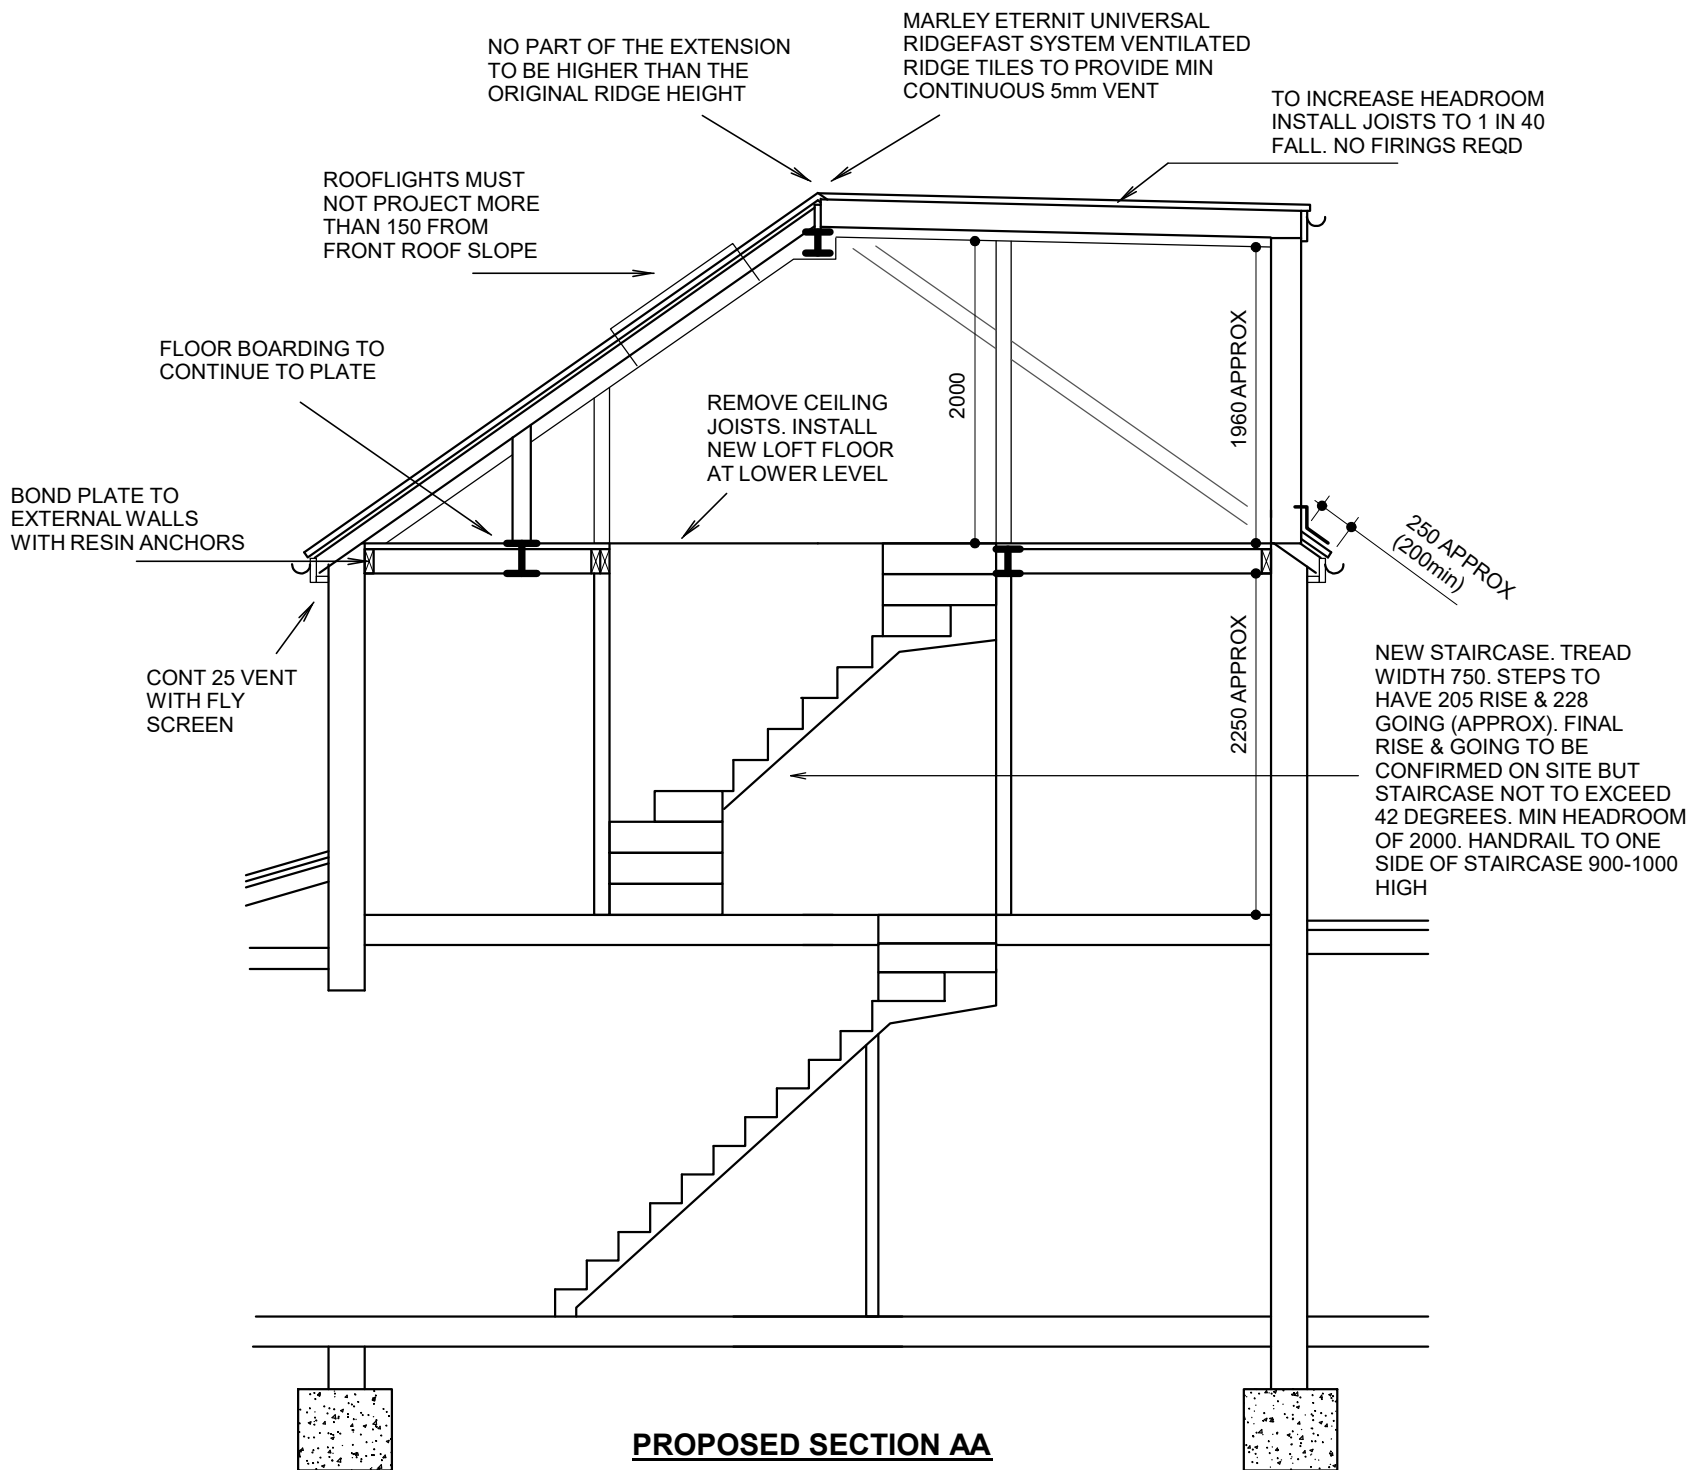 NO PART OF THE EXTENSION
TO BE HIGHER THAN THE
ORIGINAL RIDGE HEIGHT
MARLEY ETERNIT UNIVERSAL
RIDGEFAST SYSTEM VENTILATED
RIDGE TILES TO PROVIDE MIN
CONTINUOUS 5mm VENT
TO INCREASE HEADROOM
INSTALL JOISTS TO 1 IN 40
FALL. NO FIRINGS REQD
ROOFLIGHTS MUST
NOT PROJECT MORE
THAN 150 FROM
FRONT ROOF SLOPE
FLOOR BOARDING TO
CONTINUE TO PLATE
REMOVE CEILING
JOISTS. INSTALL
NEW LOFT FLOOR
AT LOWER LEVEL
2000
1960 APPROX
BOND PLATE TO
EXTERNAL WALLS
WITH RESIN ANCHORS
250 APPROX
(200min)
CONT 25 VENT
WITH FLY
SCREEN
2250 APPROX
NEW STAIRCASE. TREAD
WIDTH 750. STEPS TO
HAVE 205 RISE & 228
GOING (APPROX). FINAL
RISE & GOING TO BE
CONFIRMED ON SITE BUT
STAIRCASE NOT TO EXCEED
42 DEGREES. MIN HEADROOM
OF 2000. HANDRAIL TO ONE
SIDE OF STAIRCASE 900-1000
HIGH
PROPOSED SECTION AA